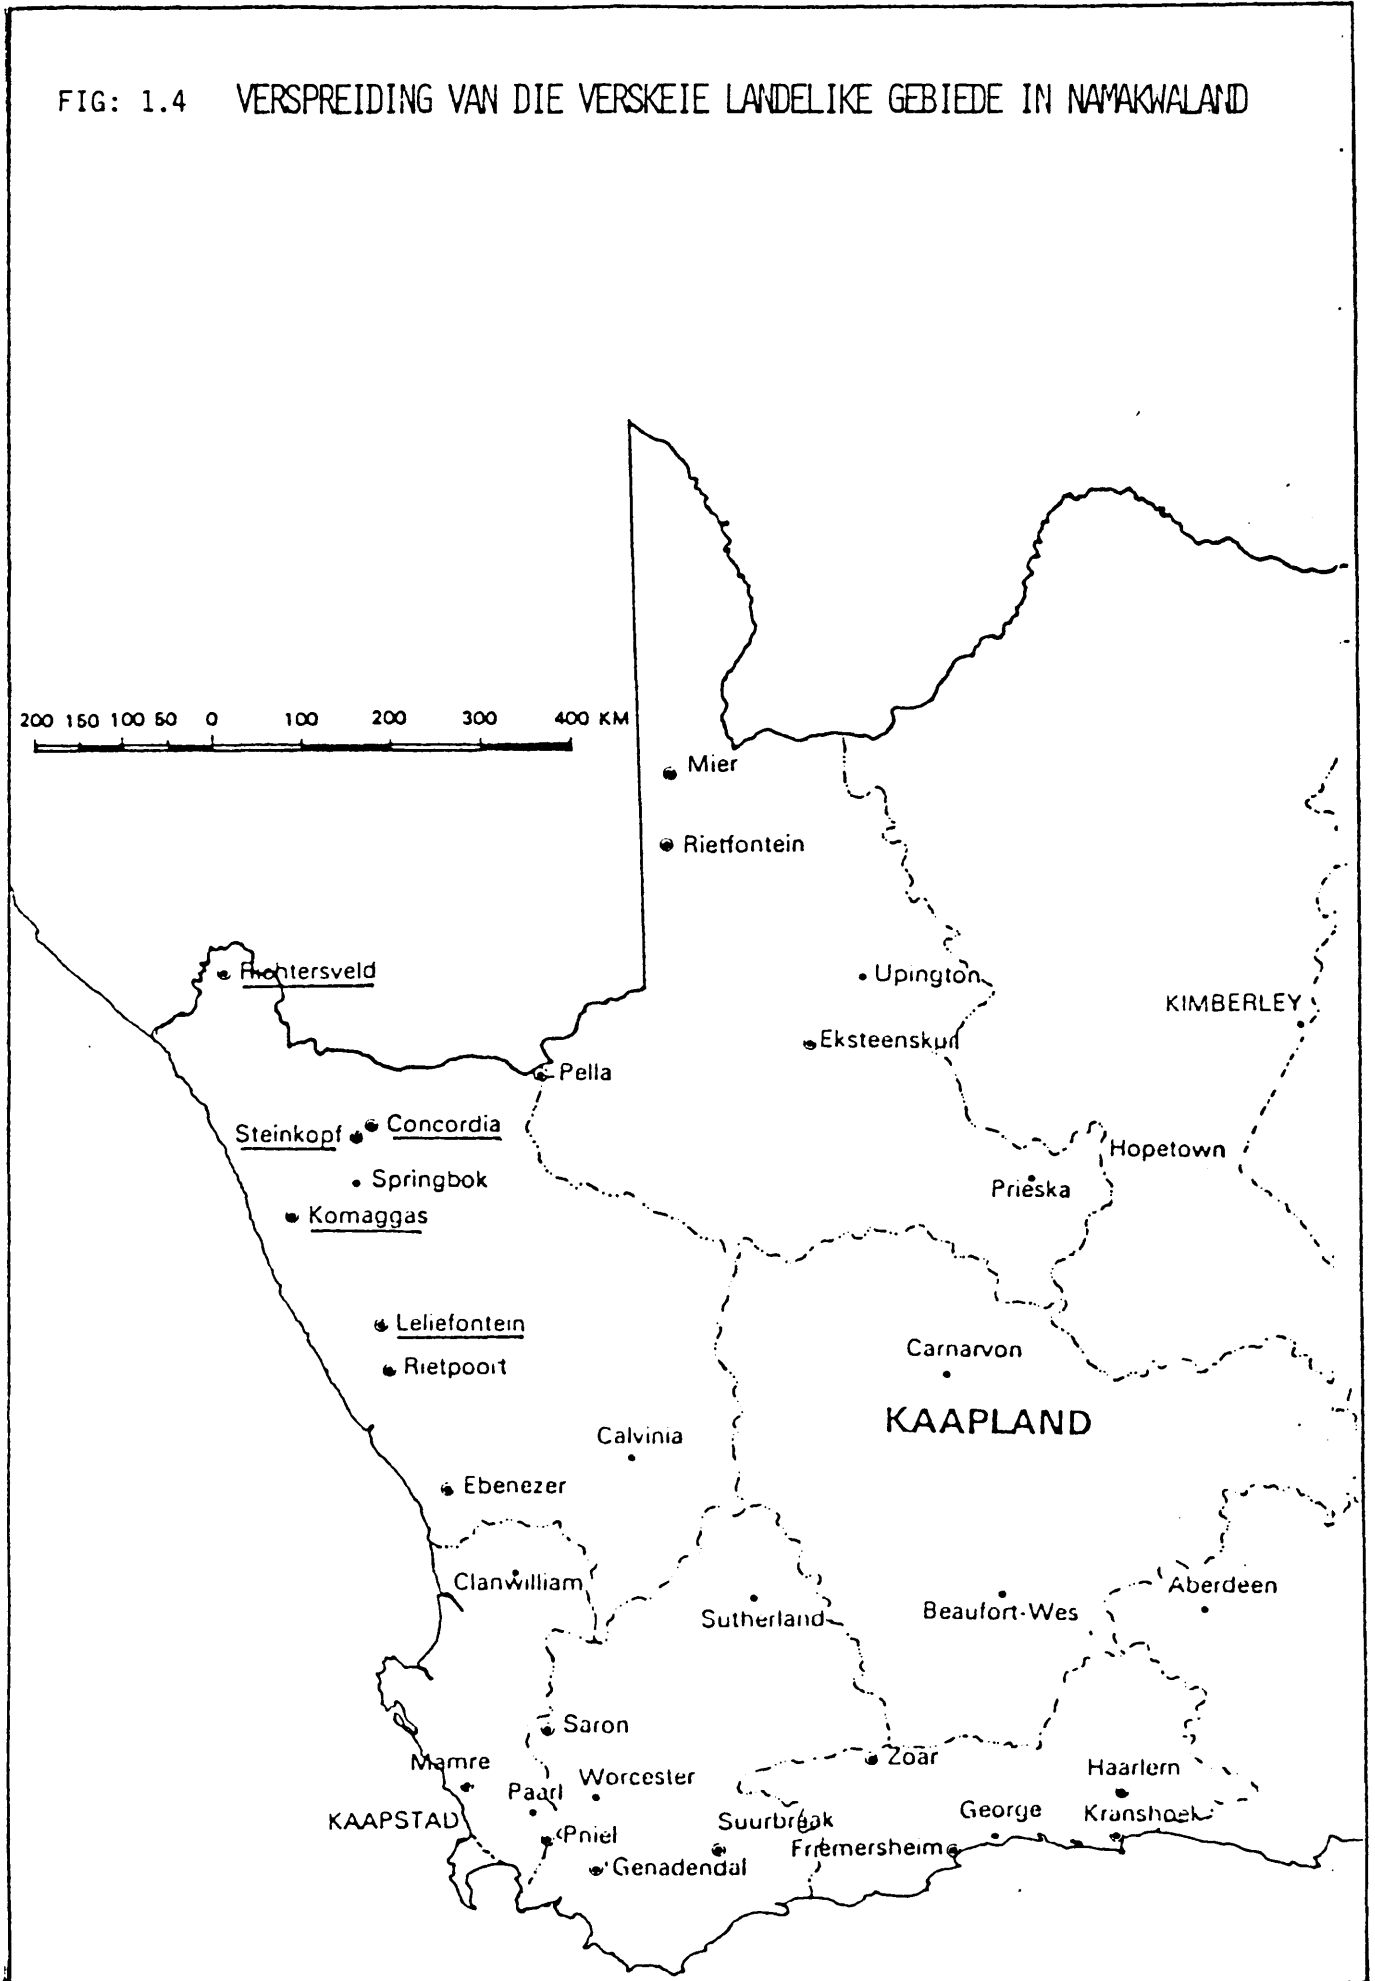 FIG: 1.4 VERSPREIDING VAN DIE VERSKEIE LANDELIKE GEBIEDE IN NAMAKWALAND
200 150 100 50 0 100 200 300 400 KM
Mier
Rietfontein
Richtersveld
Upington
KIMBERLEY
Eksteenskuil
Pella
Concordia
Steinkopf
Hopetown
Springbok
Prieska
Komaggas
Leliefontein
Carnarvon
Rietpoort
KAAPLAND
Calvinia
Ebenezer
Clanwilliam
Aberdeen
Beaufort-Wes
Sutherland
Saron
Zoar
Mamre
Haarlem
Worcester
Paarl
George
Kranshoek
KAAPSTAD
Suurbraak
Pniel
Friemersheim
Genadendal